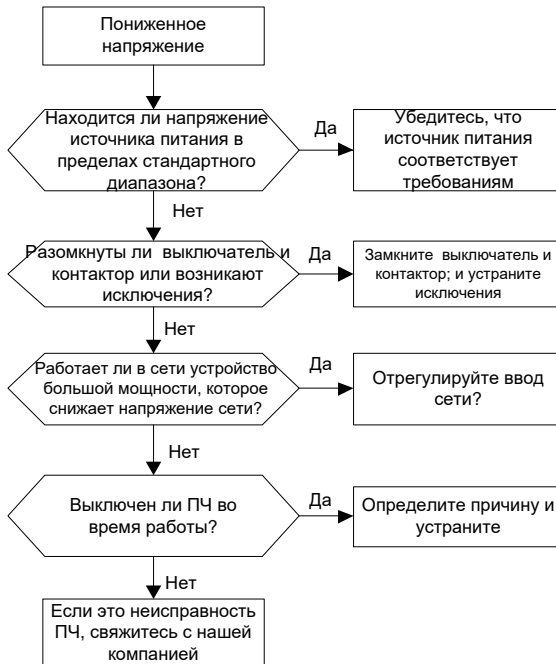 Пониженное
напряжение
Находится ли напряжение
источника питания в
пределах стандартного
диапазона?
Да
Убедитесь, что
источник питания
соответствует
требованиям
Нет
Разомкнуты ли выключатель и
контактор или возникают
исключения?
Да
Замкните выключатель и
контактор; и устраните
исключения
Нет
Работает ли в сети устройство
большой мощности, которое
снижает напряжение сети?
Да
Отрегулируйте ввод
сети?
Нет
Выключен ли ПЧ во
время работы?
Да
Определите причину и
устраните
Нет
Если это неисправность
ПЧ, свяжитесь с нашей
компанией